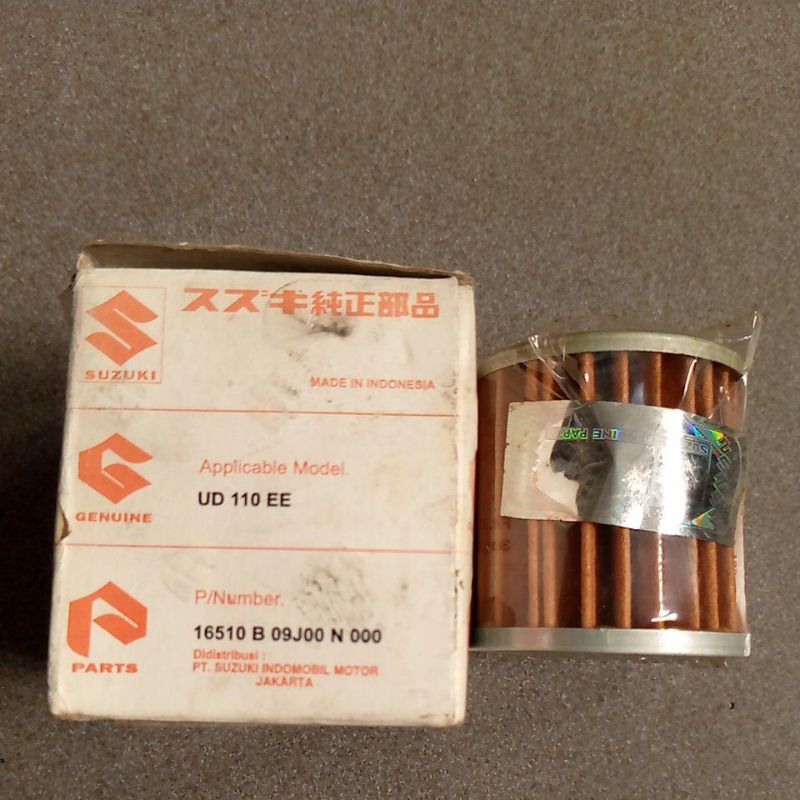 スズキ純正部品
SUZUKI
MADE IN INDONESIA
GENUINE
Applicable Model.
UD 110 EE
PARTS
P/Number.
16510 B 09J00 N 000
Didistribusi :
PT. SUZUKI INDOMOBIL MOTOR
JAKARTA